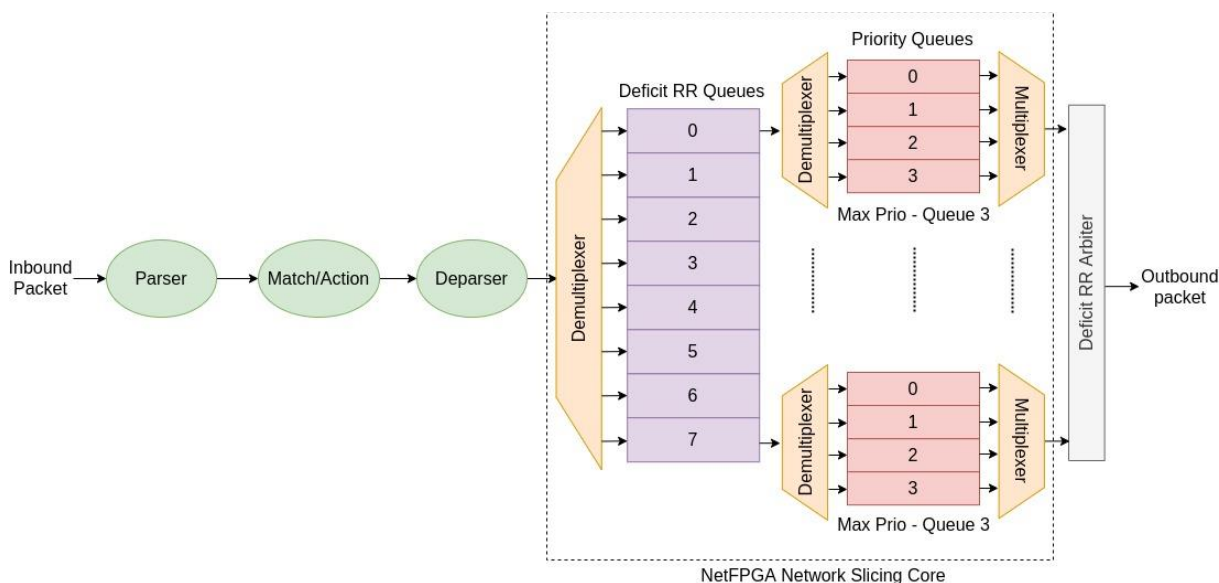 Inbound
Packet
Parser
Match/Action
Deparser
Demultiplexer
Deficit RR Queues
0
1
2
3
4
5
6
7
Priority Queues
Demultiplexer
0
1
2
3
Multiplexer
Max Prio - Queue 3
Demultiplexer
0
1
2
3
Multiplexer
Max Prio - Queue 3
Deficit RR Arbiter
Outbound
packet
NetFPGA Network Slicing Core